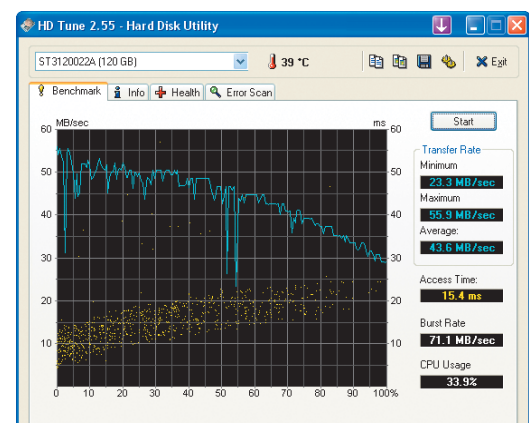 HD Tune 2.55 - Hard Disk Utility
ST3120022A (120 GB) 39 °C Exit
Benchmark Info Health Error Scan
MB/sec ms
60 60
50 50
40 40
30 30
20 20
10 10
0 10 20 30 40 50 60 70 80 90 100%
Start
Transfer Rate
Minimum
23.3 MB/sec
Maximum
55.9 MB/sec
Average:
43.6 MB/sec
Access Time:
15.4 ms
Burst Rate
71.1 MB/sec
CPU Usage
33.9%